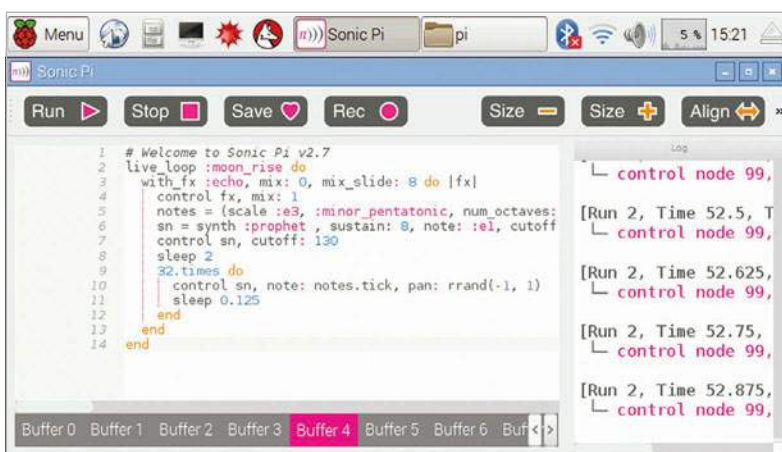 Menu
π))) Sonic Pi
pi
5 %
15:21
π))) Sonic Pi
Run
Stop
Save
Rec
Size
Size
Align
»
1 # Welcome to Sonic Pi v2.7
2 live_loop :moon_rise do
3 with_fx :echo, mix: 0, mix_slide: 8 do |fx|
4 control fx, mix: 1
5 notes = (scale :e3, :minor_pentatonic, num_octaves:
6 sn = synth :prophet , sustain: 8, note: :e1, cutoff
7 control sn, cutoff: 130
8 sleep 2
9 32.times do
10 control sn, note: notes.tick, pan: rrand(-1, 1)
11 sleep 0.125
12 end
13 end
14 end
Log
control node 99,
[Run 2, Time 52.5, T
control node 99,
[Run 2, Time 52.625,
control node 99,
[Run 2, Time 52.75,
control node 99,
[Run 2, Time 52.875,
control node 99,
Buffer 0
Buffer 1
Buffer 2
Buffer 3
Buffer 4
Buffer 5
Buffer 6
Buf